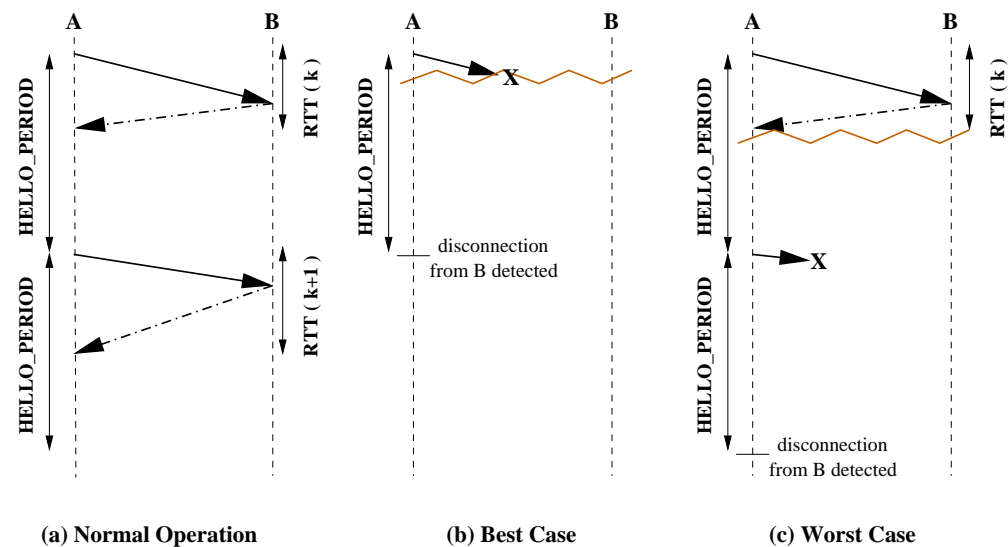 A
B
HELLO_PERIOD
RTT ( k )
HELLO_PERIOD
RTT ( k+1 )
(a) Normal Operation
A
B
X
HELLO_PERIOD
disconnection
from B detected
(b) Best Case
A
B
HELLO_PERIOD
RTT ( k )
X
HELLO_PERIOD
disconnection
from B detected
(c) Worst Case